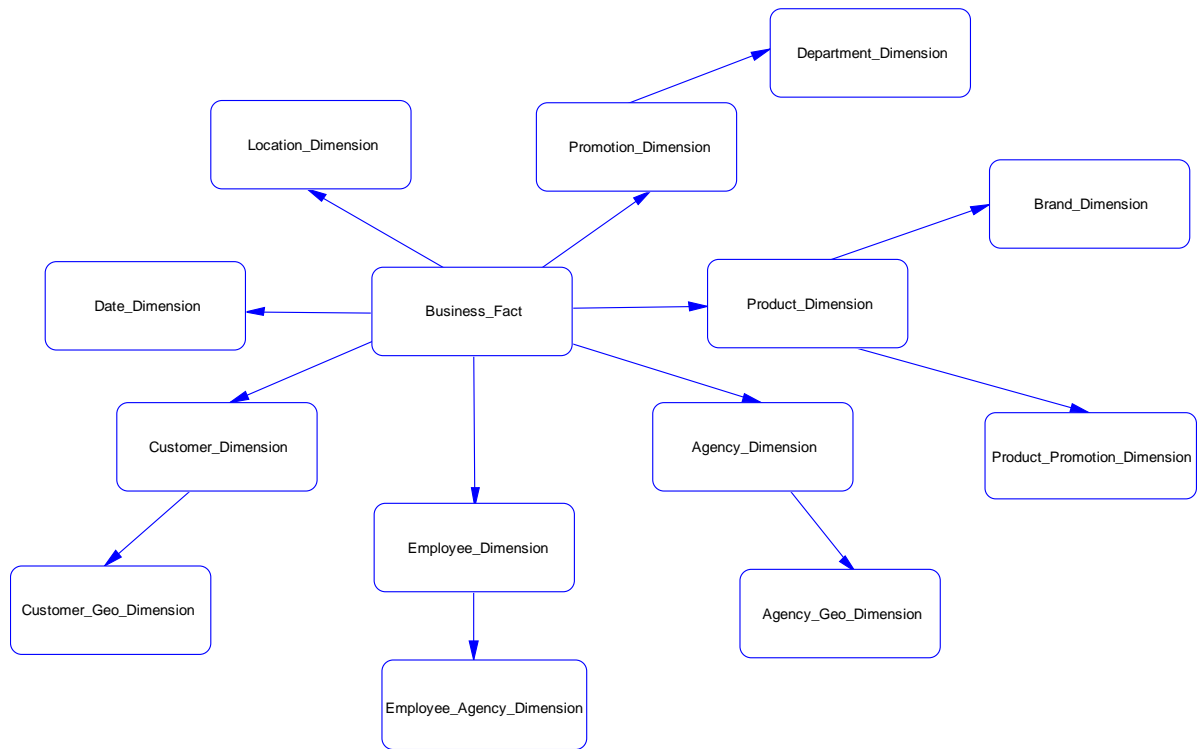 Department_Dimension
Location_Dimension
Promotion_Dimension
Brand_Dimension
Date_Dimension
Business_Fact
Product_Dimension
Customer_Dimension
Agency_Dimension
Product_Promotion_Dimension
Employee_Dimension
Customer_Geo_Dimension
Agency_Geo_Dimension
Employee_Agency_Dimension